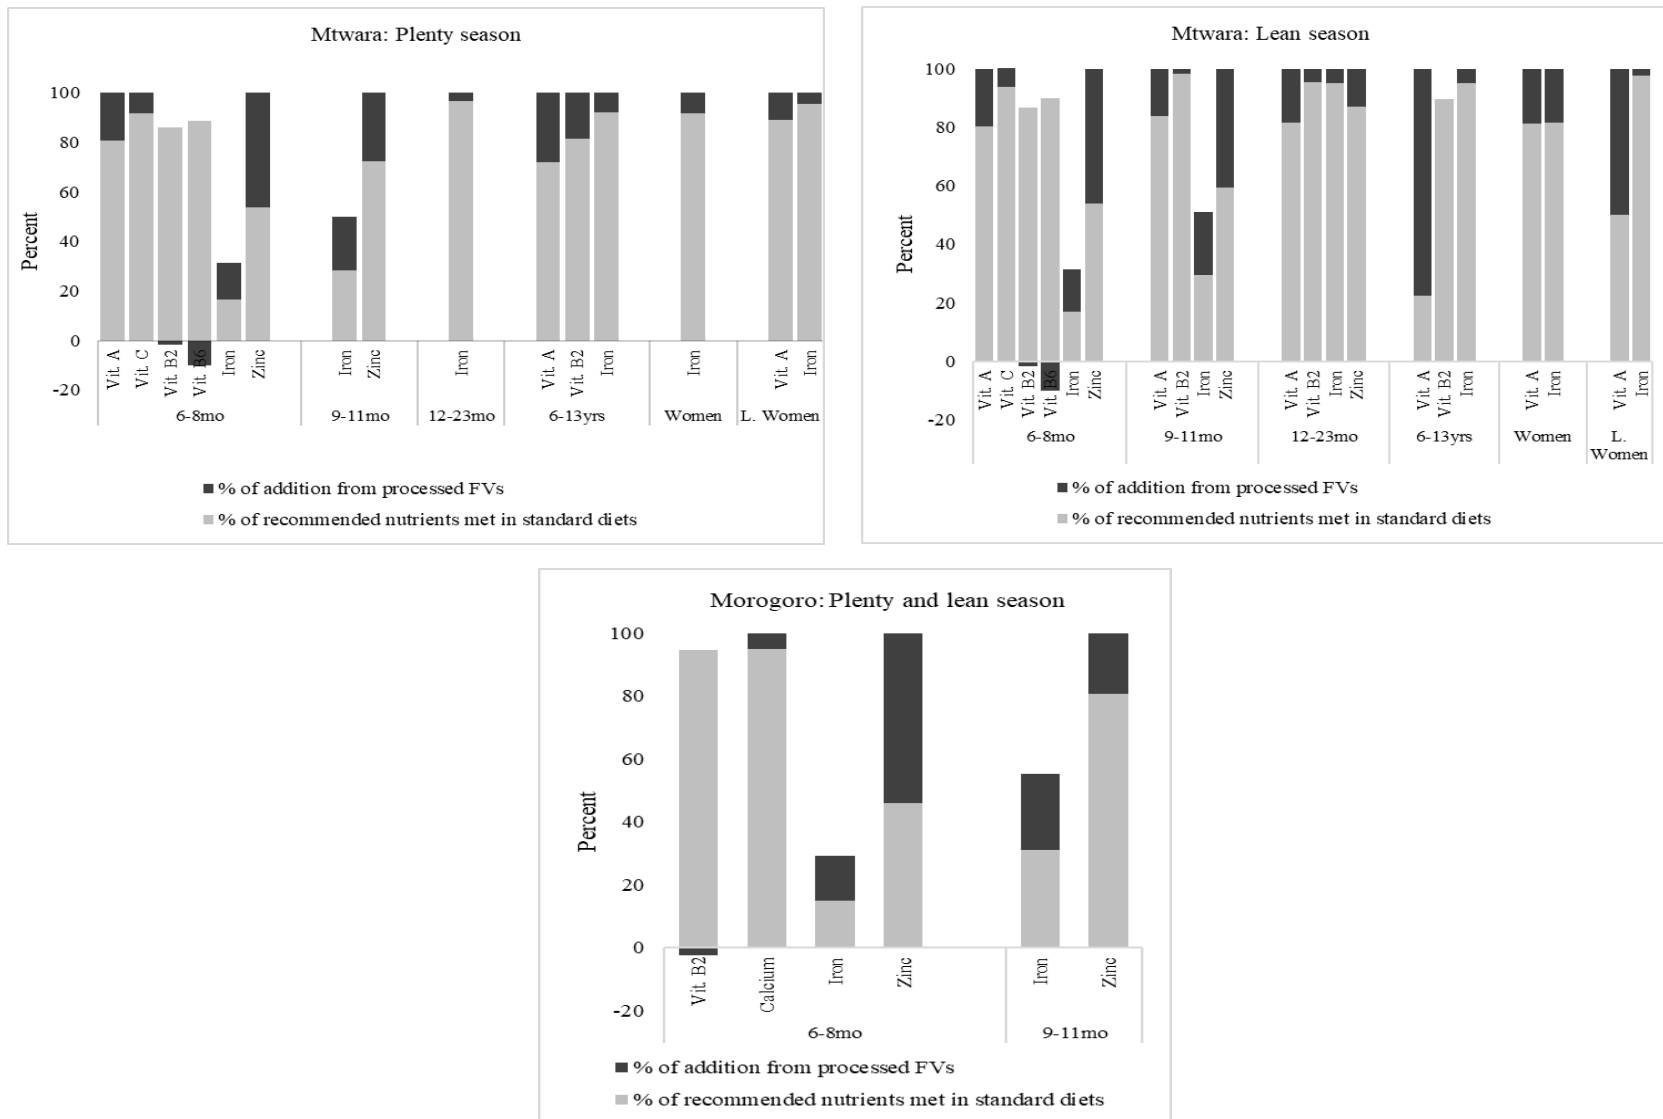 Mtwara: Plenty season
Percent
100
80
60
40
20
0
-20
Vit. A
Vit. C
Vit. B2
Vit. B6
Iron
Zinc
Iron
Zinc
Iron
Vit. A
Vit. B2
Iron
Iron
Vit. A
Iron
6-8mo
9-11mo
12-23mo
6-13yrs
Women
L. Women
% of addition from processed FVs
% of recommended nutrients met in standard diets
Mtwara: Lean season
Percent
100
80
60
40
20
0
-20
Vit. A
Vit. C
Vit. B2
Vit. B6
Iron
Zinc
Vit. A
Vit. B2
Iron
Zinc
Vit. A
Vit. B2
Iron
Zinc
Vit. A
Vit. B2
Iron
Vit. A
Iron
Vit. A
Iron
6-8mo
9-11mo
12-23mo
6-13yrs
Women
L.
Women
% of addition from processed FVs
% of recommended nutrients met in standard diets
Morogoro: Plenty and lean season
Percent
100
80
60
40
20
0
-20
Vit. B2
Calcium
Iron
Zinc
Iron
Zinc
6-8mo
9-11mo
% of addition from processed FVs
% of recommended nutrients met in standard diets